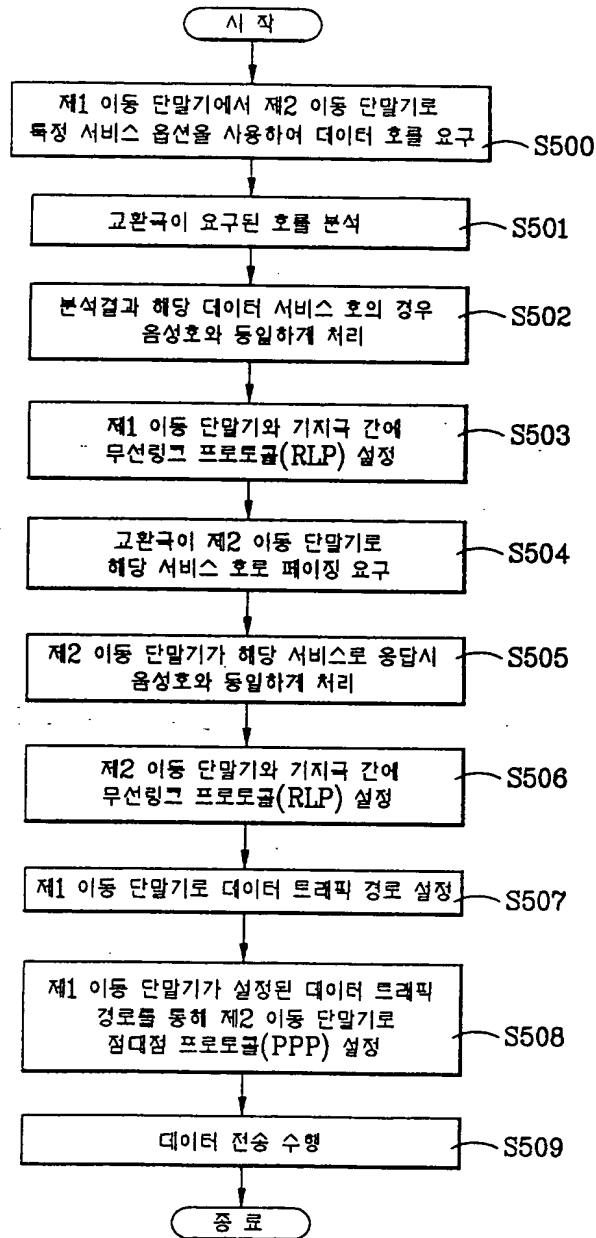 시 작
제1 이동 단말기에서 제2 이동 단말기로
특정 서비스 옵션을 사용하여 데이터 호를 요구
S500
교환국이 요구된 호를 분석
S501
분석결과 해당 데이터 서비스 호의 경우
음성호와 동일하게 처리
S502
제1 이동 단말기와 기지국 간에
무선링크 프로토콜(RLP) 설정
S503
교환국이 제2 이동 단말기로
해당 서비스 호로 페이징 요구
S504
제2 이동 단말기가 해당 서비스로 응답시
음성호와 동일하게 처리
S505
제2 이동 단말기와 기지국 간에
무선링크 프로토콜(RLP) 설정
S506
제1 이동 단말기로 데이터 트래픽 경로 설정
S507
제1 이동 단말기가 설정된 데이터 트래픽
경로를 통해 제2 이동 단말기로
점대점 프로토콜(PPP) 설정
S508
데이터 전송 수행
S509
종 료